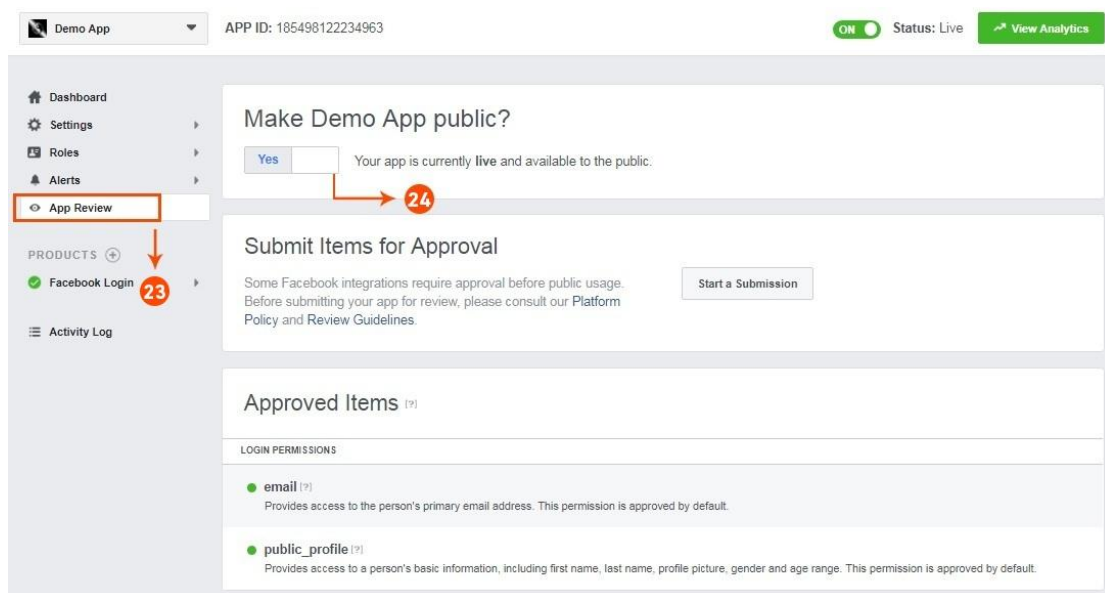 Demo App
APP ID: 185498122234963
ON
Status: Live
View Analytics
Dashboard
Settings
Roles
Alerts
App Review
23
PRODUCTS
Facebook Login
Activity Log
Make Demo App public?
Yes
Your app is currently live and available to the public.
24
Submit Items for Approval
Some Facebook integrations require approval before public usage.
Before submitting your app for review, please consult our Platform
Policy and Review Guidelines.
Start a Submission
Approved Items [?]
LOGIN PERMISSIONS
email [?]
Provides access to the person's primary email address. This permission is approved by default.
public_profile [?]
Provides access to a person's basic information, including first name, last name, profile picture, gender and age range. This permission is approved by default.